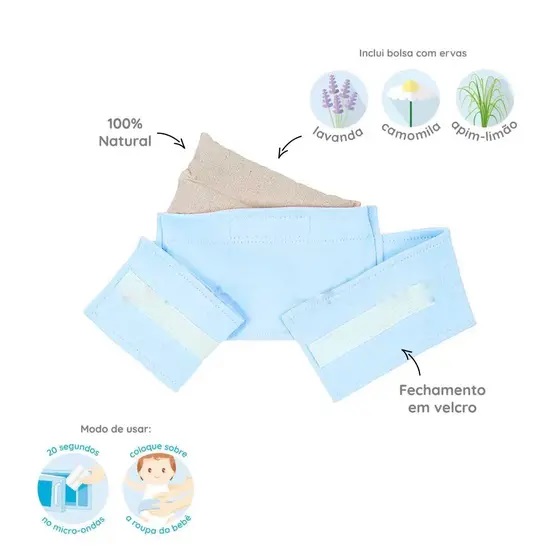 Inclui bolsa com ervas
lavanda
camomila
apim-limão
100%
Natural
Fechamento
em velcro
Modo de usar:
20 segundos
no micro-ondas
coloque sobre
a roupa do bebê